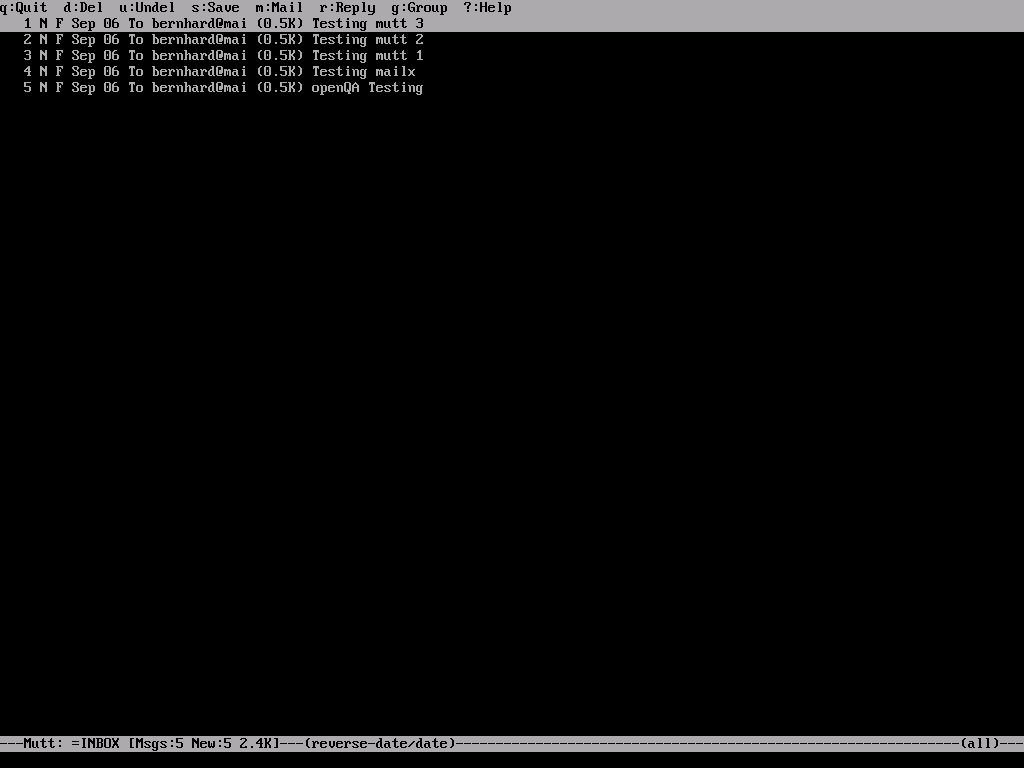 q:Quit  d:Del  u:Undel  s:Save  m:Mail  r:Reply  g:Group  ?:Help
   1 N F Sep 06 To bernhard@mai (0.5K) Testing mutt 3
   2 N F Sep 06 To bernhard@mai (0.5K) Testing mutt 2
   3 N F Sep 06 To bernhard@mai (0.5K) Testing mutt 1
   4 N F Sep 06 To bernhard@mai (0.5K) Testing mailx
   5 N F Sep 06 To bernhard@mai (0.5K) openQA Testing
---Mutt: =INBOX [Msgs:5 New:5 2.4K]---(reverse-date/date)---------------------------------------------------------------(all)---